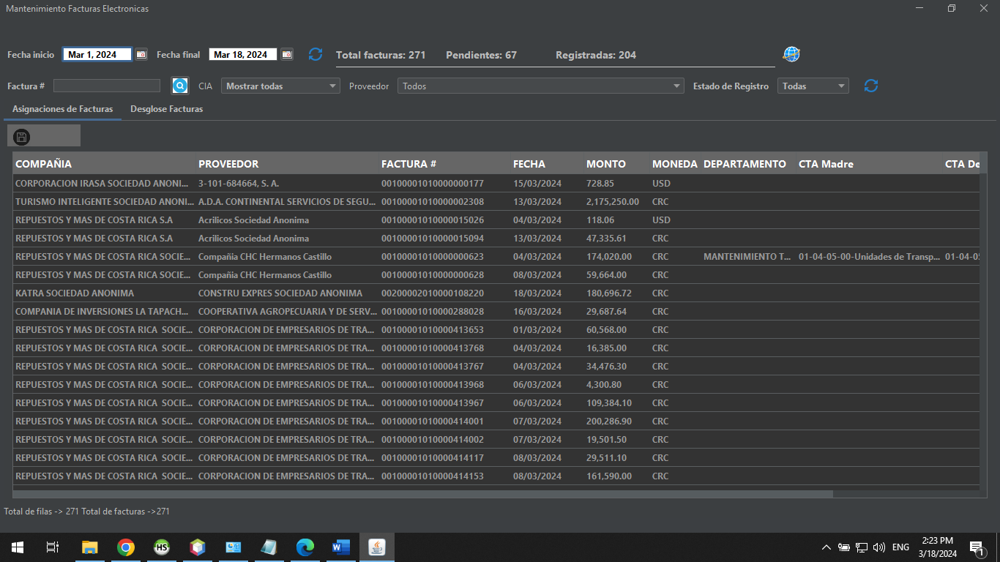 Mantenimiento Facturas Electronicas
Fecha inicio Mar 1, 2024 Fecha final Mar 18, 2024 Total facturas: 271 Pendientes: 67 Registradas: 204
Factura # CIA Mostrar todas Proveedor Todos Estado de Registro Todas
Asignaciones de Facturas Desglose Facturas
COMPAÑIA PROVEEDOR FACTURA # FECHA MONTO MONEDA DEPARTAMENTO CTA Madre CTA De
CORPORACION IRASA SOCIEDAD ANONI... 3-101-684664, S. A. 00100001010000000177 15/03/2024 728.85 USD
TURISMO INTELIGENTE SOCIEDAD ANONI... A.D.A. CONTINENTAL SERVICIOS DE SEGU... 00100001010000002308 13/03/2024 2,175,250.00 CRC
REPUESTOS Y MAS DE COSTA RICA S.A Acrilicos Sociedad Anonima 00100001010000015026 04/03/2024 118.06 USD
REPUESTOS Y MAS DE COSTA RICA S.A Acrilicos Sociedad Anonima 00100001010000015094 13/03/2024 47,335.61 CRC
REPUESTOS Y MAS DE COSTA RICA SOCIE... Compañia CHC Hermanos Castillo 00100001010000000623 04/03/2024 174,020.00 CRC MANTENIMIENTO T... 01-04-05-00-Unidades de Transp... 01-04-05
REPUESTOS Y MAS DE COSTA RICA SOCIE... Compañia CHC Hermanos Castillo 00100001010000000628 08/03/2024 59,664.00 CRC
KATRA SOCIEDAD ANONIMA CONSTRU EXPRES SOCIEDAD ANONIMA 00200002010000108220 18/03/2024 180,696.72 CRC
COMPANIA DE INVERSIONES LA TAPACH... COOPERATIVA AGROPECUARIA Y DE SERV... 00100001010000288028 16/03/2024 29,687.64 CRC
REPUESTOS Y MAS DE COSTA RICA SOCIE... CORPORACION DE EMPRESARIOS DE TRA... 00100001010000413653 01/03/2024 60,568.00 CRC
REPUESTOS Y MAS DE COSTA RICA SOCIE... CORPORACION DE EMPRESARIOS DE TRA... 00100001010000413768 04/03/2024 16,385.00 CRC
REPUESTOS Y MAS DE COSTA RICA SOCIE... CORPORACION DE EMPRESARIOS DE TRA... 00100001010000413767 04/03/2024 34,476.30 CRC
REPUESTOS Y MAS DE COSTA RICA SOCIE... CORPORACION DE EMPRESARIOS DE TRA... 00100001010000413968 06/03/2024 4,300.80 CRC
REPUESTOS Y MAS DE COSTA RICA SOCIE... CORPORACION DE EMPRESARIOS DE TRA... 00100001010000413967 06/03/2024 109,384.10 CRC
REPUESTOS Y MAS DE COSTA RICA SOCIE... CORPORACION DE EMPRESARIOS DE TRA... 00100001010000414001 07/03/2024 200,286.90 CRC
REPUESTOS Y MAS DE COSTA RICA SOCIE... CORPORACION DE EMPRESARIOS DE TRA... 00100001010000414002 07/03/2024 19,501.50 CRC
REPUESTOS Y MAS DE COSTA RICA SOCIE... CORPORACION DE EMPRESARIOS DE TRA... 00100001010000414117 08/03/2024 29,511.10 CRC
REPUESTOS Y MAS DE COSTA RICA SOCIE... CORPORACION DE EMPRESARIOS DE TRA... 00100001010000414153 08/03/2024 161,590.00 CRC
Total de filas -> 271 Total de facturas ->271
HS W ENG 2:23 PM
3/18/2024 1